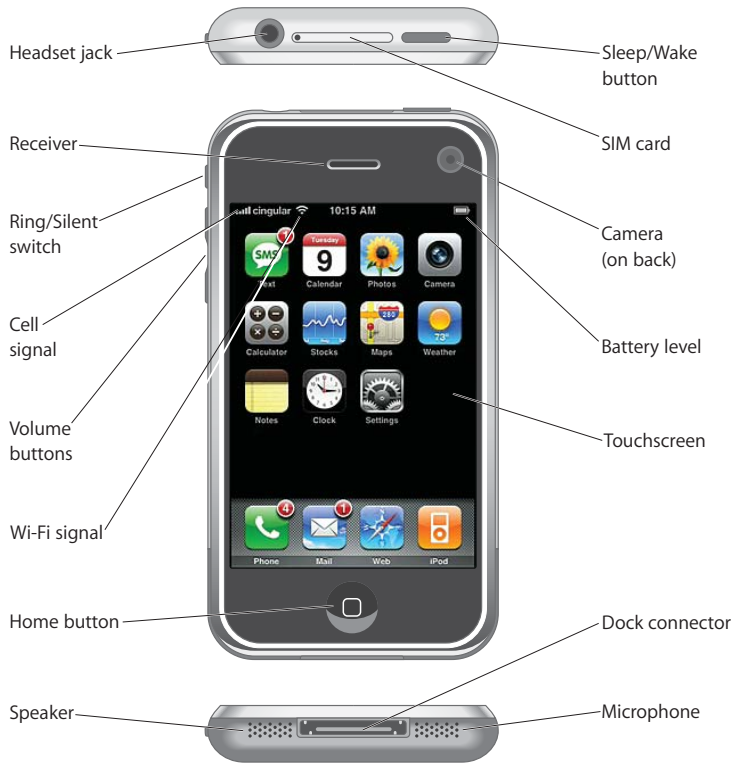 Headset jack
Sleep/Wake
button
SIM card
Receiver
Ring/Silent
switch
Camera
(on back)
Cell
signal
Battery level
Volume
buttons
Touchscreen
Wi-Fi signal
Home button
Dock connector
Speaker
Microphone
cingular 10:15 AM
1 Tuesday
SMS 9
Text Calendar Photos Camera
280
73°
Calculator Stocks Maps Weather
Notes Clock Settings
4 1
Phone Mail Web iPod